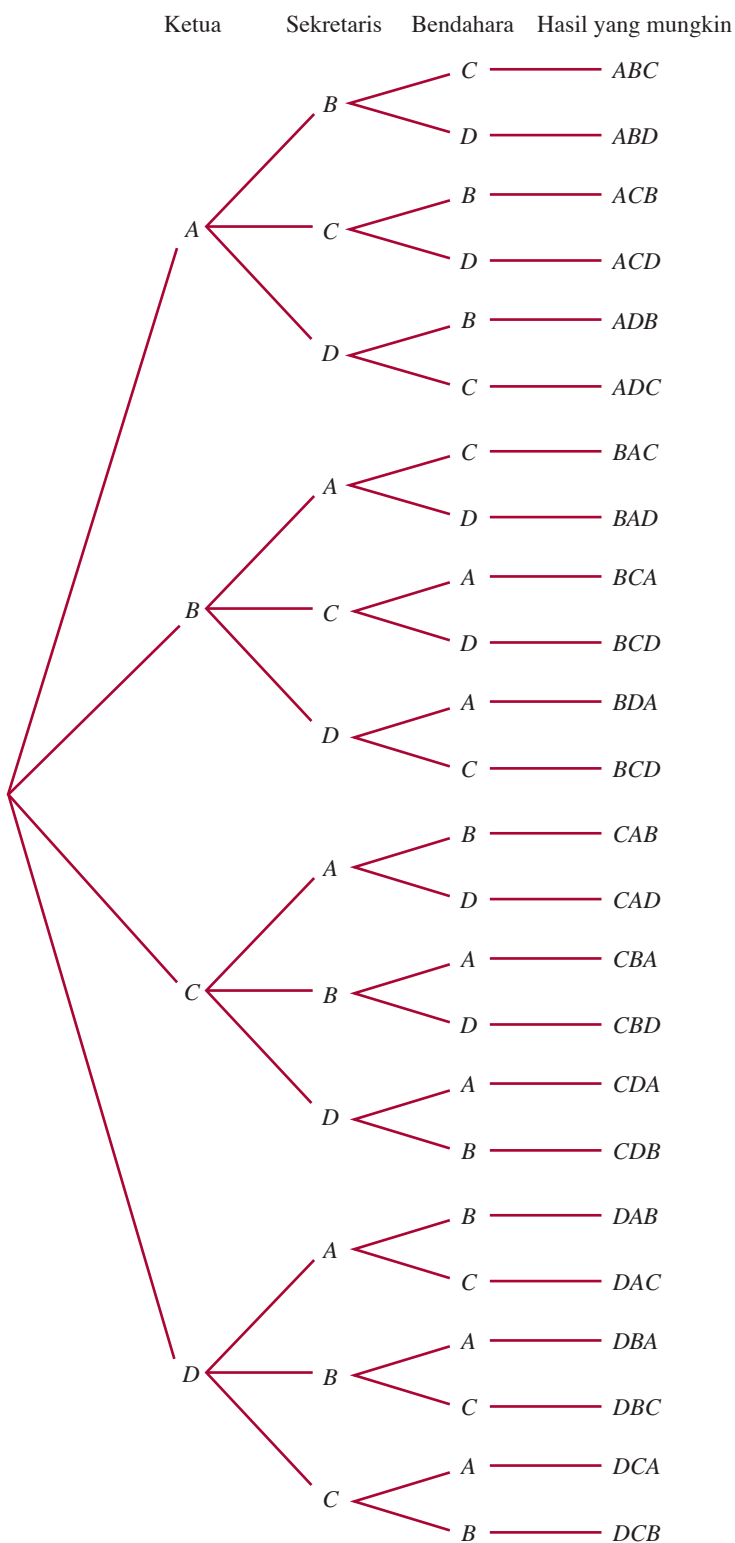 Ketua Sekretaris Bendahara Hasil yang mungkin
C ABC
B
D ABD
B ACB
A C
D ACD
B ADB
D
C ADC
C BAC
A
D BAD
A BCA
B C
D BCD
A BDA
D
C BCD
B CAB
A
D CAD
A CBA
C B
D CBD
A CDA
D
B CDB
B DAB
A
C DAC
A DBA
D B
C DBC
A DCA
C
B DCB